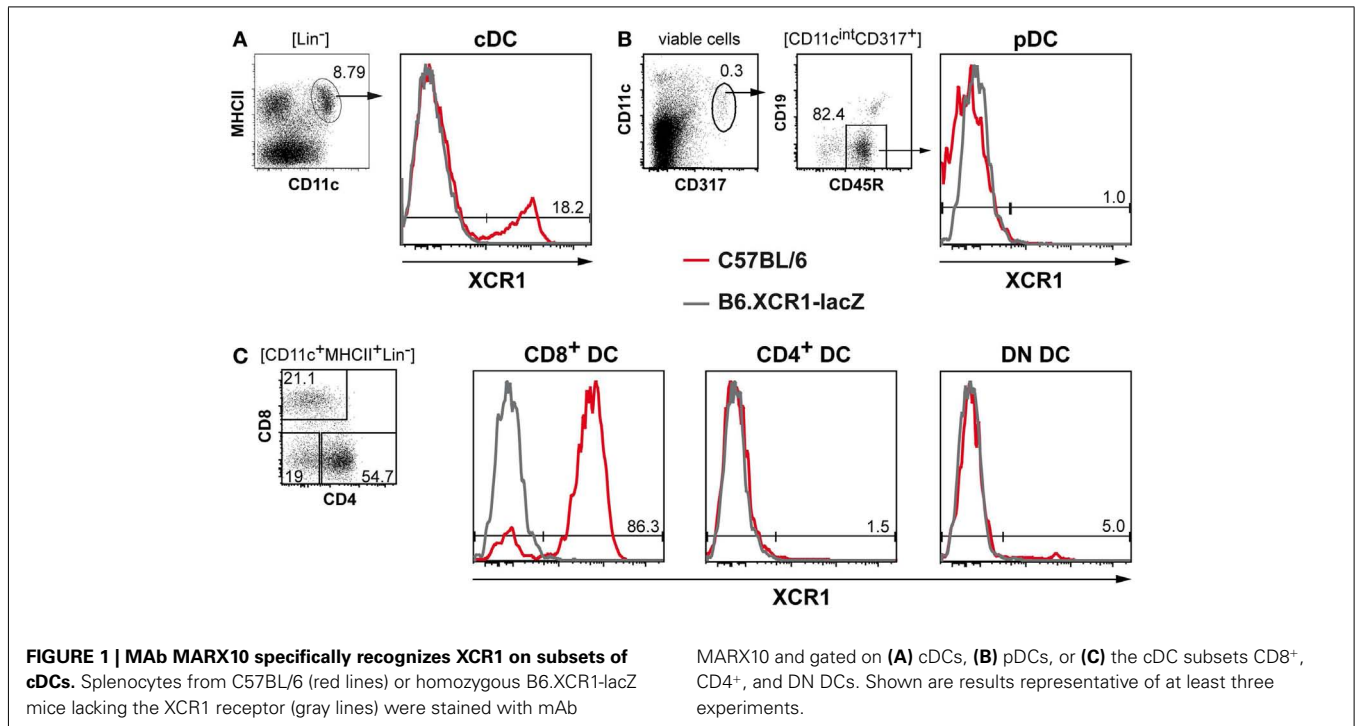 A
[Lin⁻]
8.79
MHCII
CD11c
cDC
18.2
XCR1
B
viable cells
0.3
CD11c
CD317
[CD11cⁱⁿᵗCD317⁺]
82.4
CD19
CD45R
pDC
1.0
XCR1
C57BL/6
B6.XCR1-lacZ
C
[CD11c⁺MHCII⁺Lin⁻]
21.1
CD8
19
54.7
CD4
CD8⁺ DC
86.3
CD4⁺ DC
1.5
DN DC
5.0
XCR1
FIGURE 1 | MAb MARX10 specifically recognizes XCR1 on subsets of
cDCs. Splenocytes from C57BL/6 (red lines) or homozygous B6.XCR1-lacZ
mice lacking the XCR1 receptor (gray lines) were stained with mAb
MARX10 and gated on (A) cDCs, (B) pDCs, or (C) the cDC subsets CD8⁺,
CD4⁺, and DN DCs. Shown are results representative of at least three
experiments.